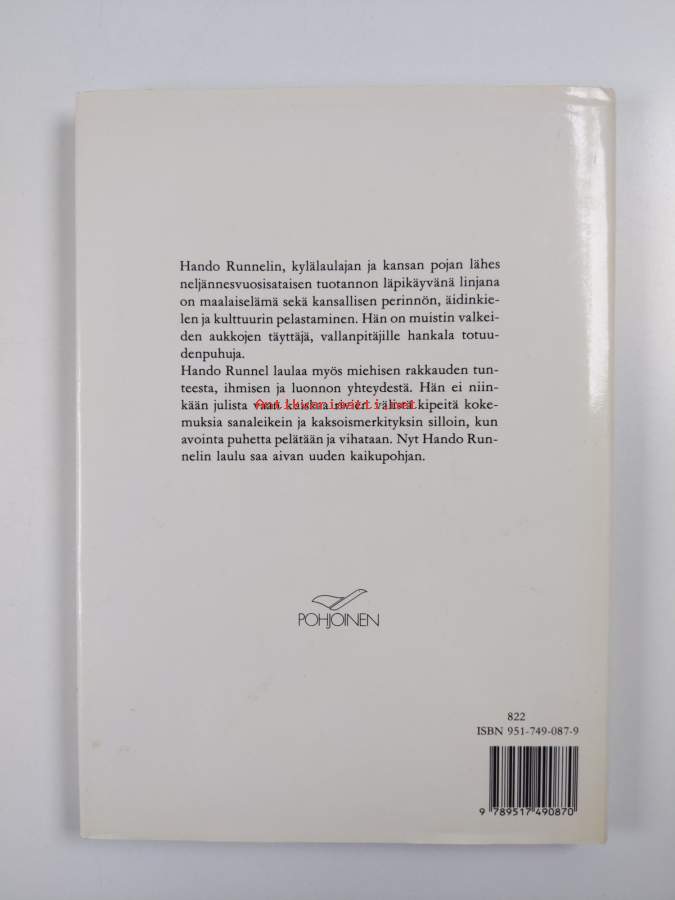 Hando Runnelin, kylälaulajan ja kansan pojan lähes
neljännesvuosisataisen tuotannon läpikäyvänä linjana
on maalaiselämä sekä kansallisen perinnön, äidinkie-
len ja kulttuurin pelastaminen. Hän on muistin valkei-
den aukkojen täyttäjä, vallanpitäjille hankala totuu-
denpuhuja.
Hando Runnel laulaa myös miehisen rakkauden tun-
teesta, ihmisen ja luonnon yhteydestä. Hän ei niin-
kään julista vaan kuiskaa rivien välistä kipeitä koke-
muksia sanaleikein ja kaksoismerkityksin silloin, kun
avointa puhetta pelätään ja vihataan. Nyt Hando Run-
nelin laulu saa aivan uuden kaikupohjan.
POHJOINEN
822
ISBN 951-749-087-9
9 789517 490870